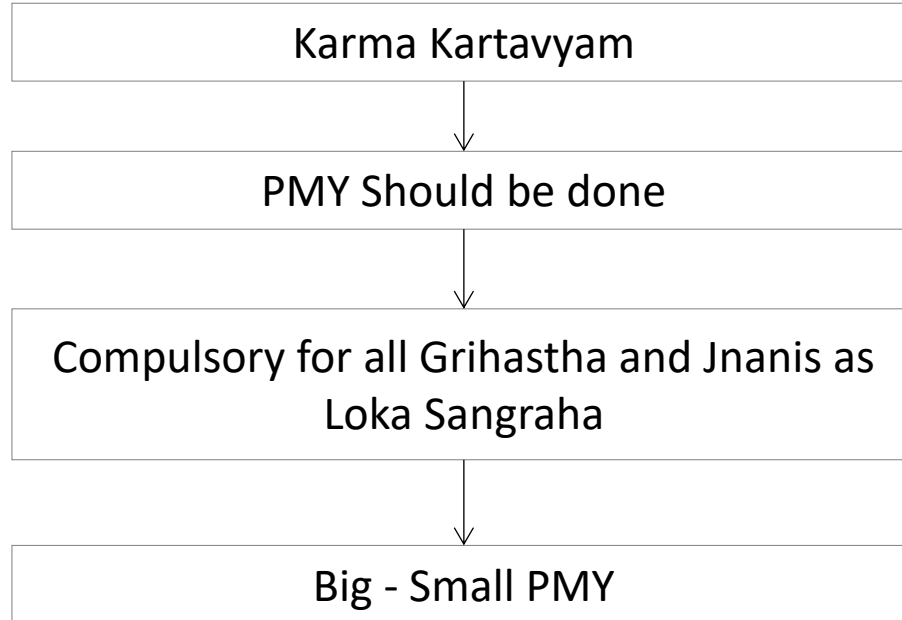 Karma Kartavyam
PMY Should be done
Compulsory for all Grihastha and Jnanis as
Loka Sangraha
Big - Small PMY